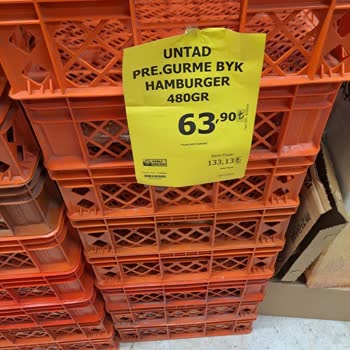 UNTAD
PRE.GURME BYK
HAMBURGER
480GR
63,90₺
133,13₺